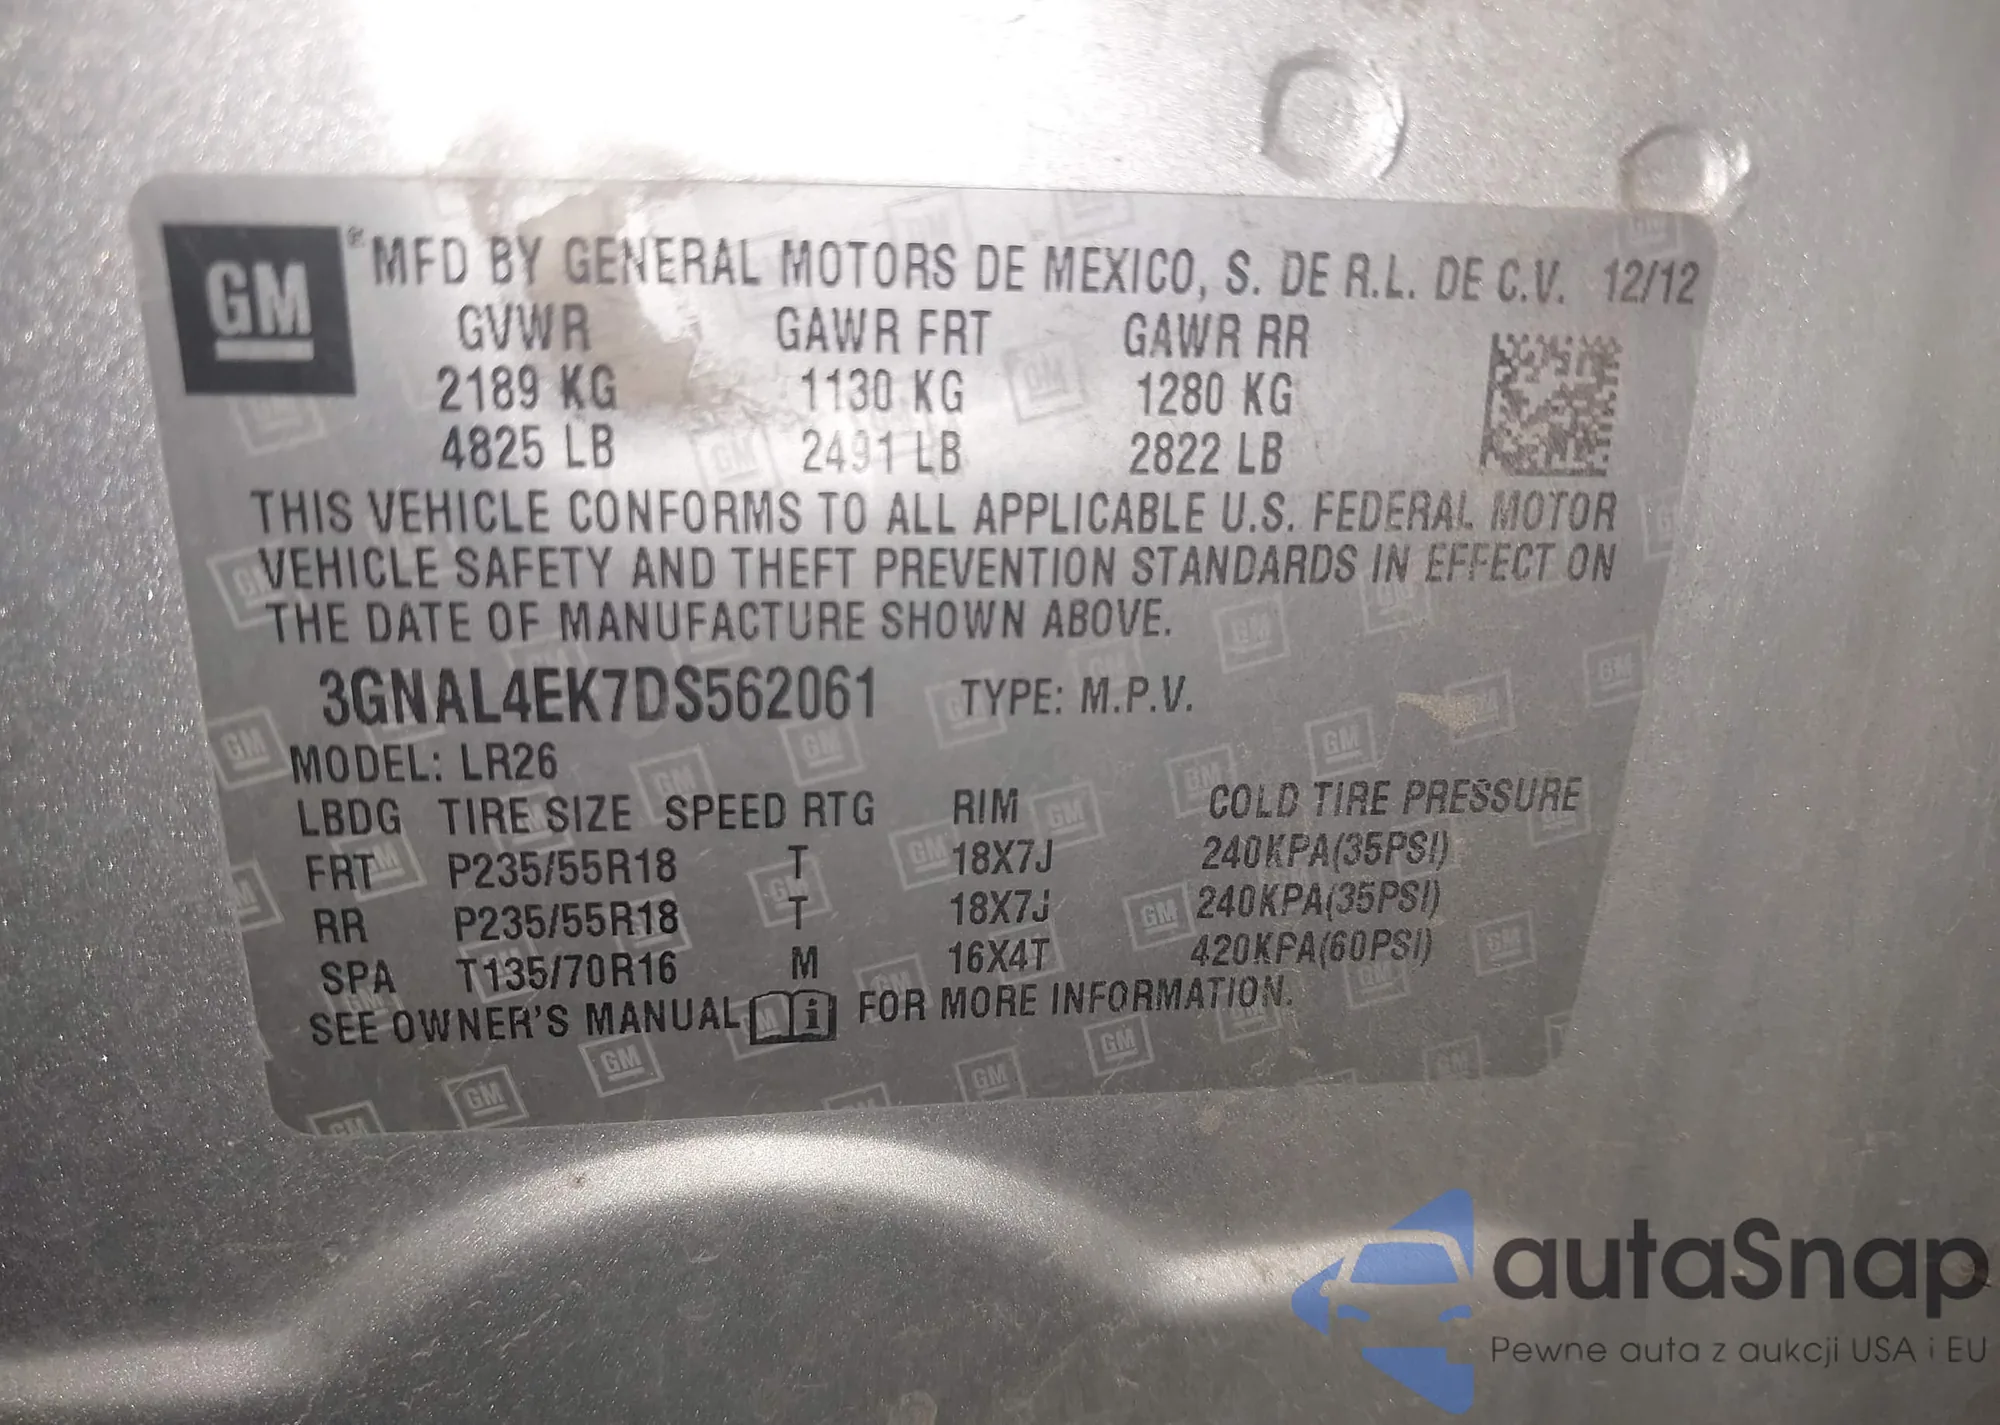 GM ® MFD BY GENERAL MOTORS DE MEXICO, S. DE R.L. DE C.V. 12/12
GVWR GAWR FRT GAWR RR
2189 KG 1130 KG 1280 KG
4825 LB 2491 LB 2822 LB
THIS VEHICLE CONFORMS TO ALL APPLICABLE U.S. FEDERAL MOTOR
VEHICLE SAFETY AND THEFT PREVENTION STANDARDS IN EFFECT ON
THE DATE OF MANUFACTURE SHOWN ABOVE.
3GNAL4EK7DS562061 TYPE: M.P.V.
MODEL: LR26
LBDG TIRE SIZE SPEED RTG RIM COLD TIRE PRESSURE
FRT P235/55R18 T 18X7J 240KPA(35PSI)
RR P235/55R18 T 18X7J 240KPA(35PSI)
SPA T135/70R16 M 16X4T 420KPA(60PSI)
SEE OWNER'S MANUAL i FOR MORE INFORMATION.
autaSnap
Pewne auta z aukcji USA i EU